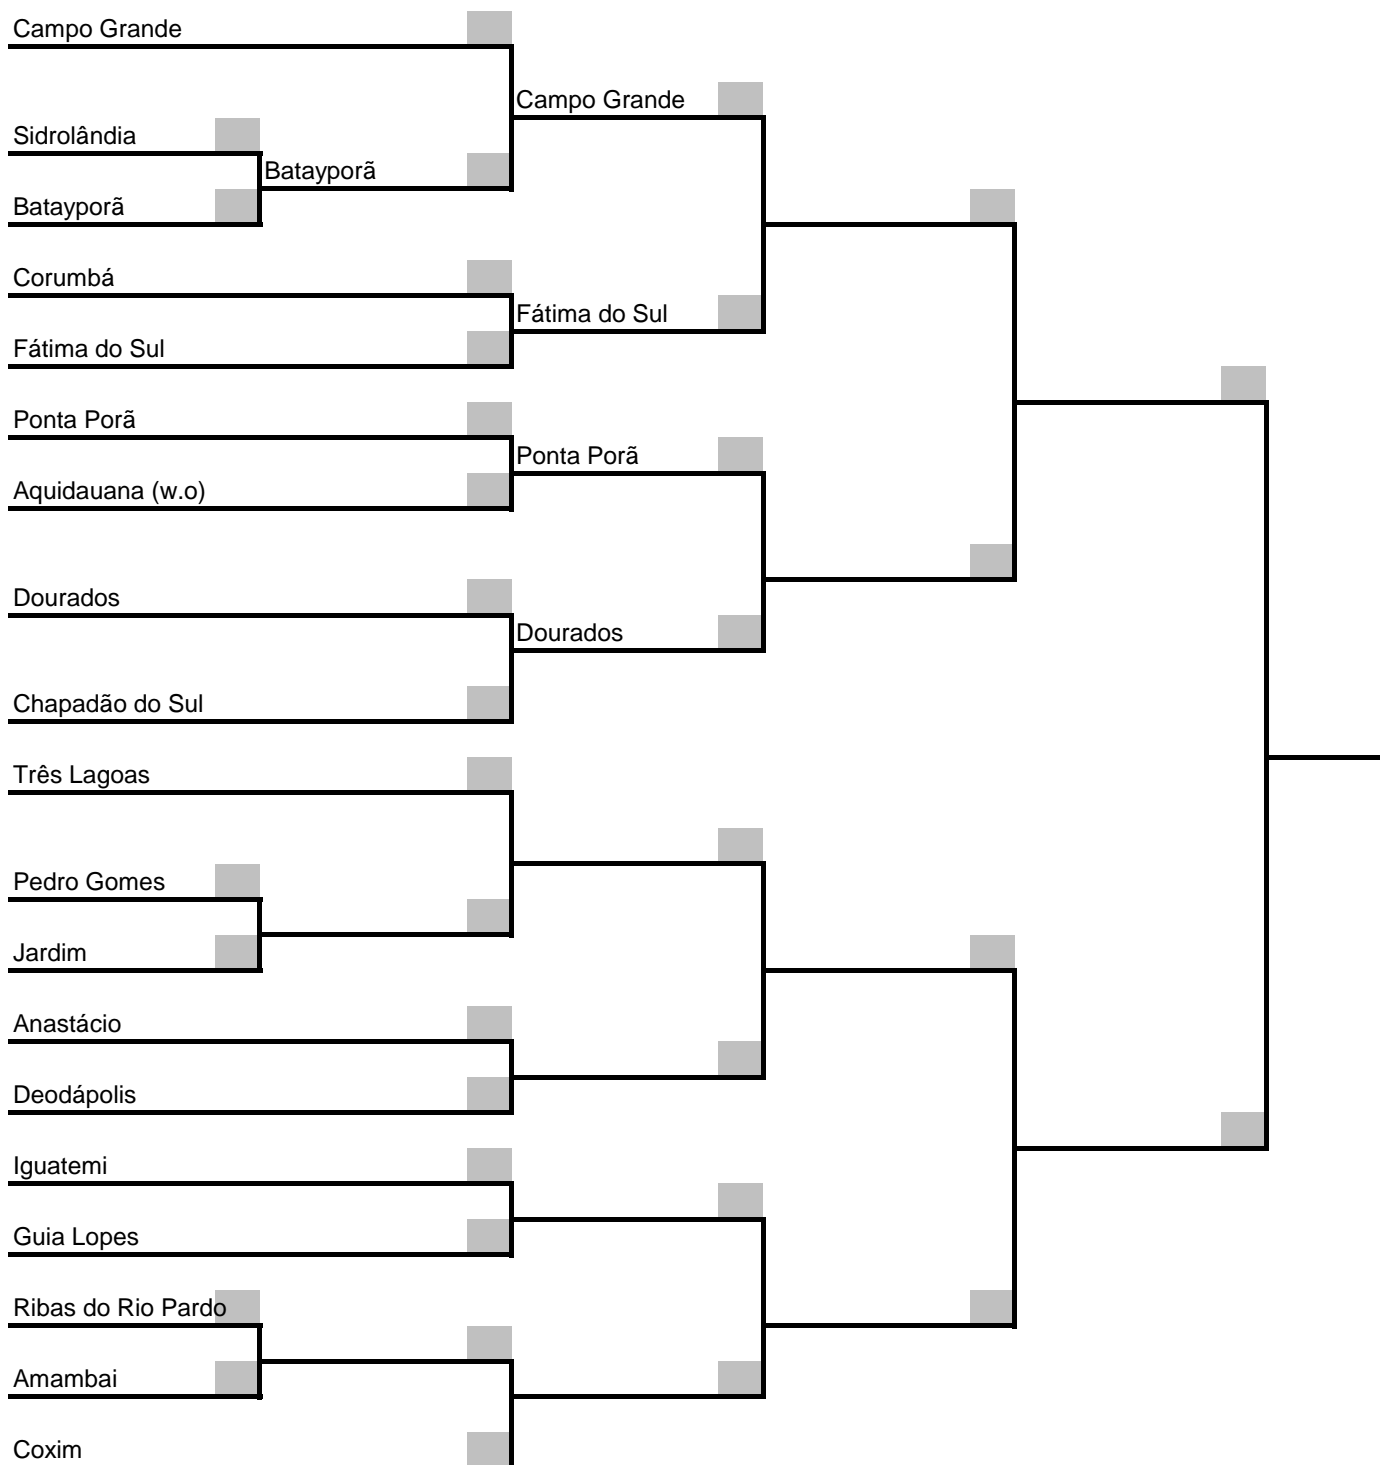 Campo Grande
Campo Grande
Sidrolândia
Batayporã
Batayporã
Corumbá
Fátima do Sul
Fátima do Sul
Ponta Porã
Ponta Porã
Aquidauana (w.o)
Dourados
Dourados
Chapadão do Sul
Três Lagoas
Pedro Gomes
Jardim
Anastácio
Deodápolis
Iguatemi
Guia Lopes
Ribas do Rio Pardo
Amambai
Coxim